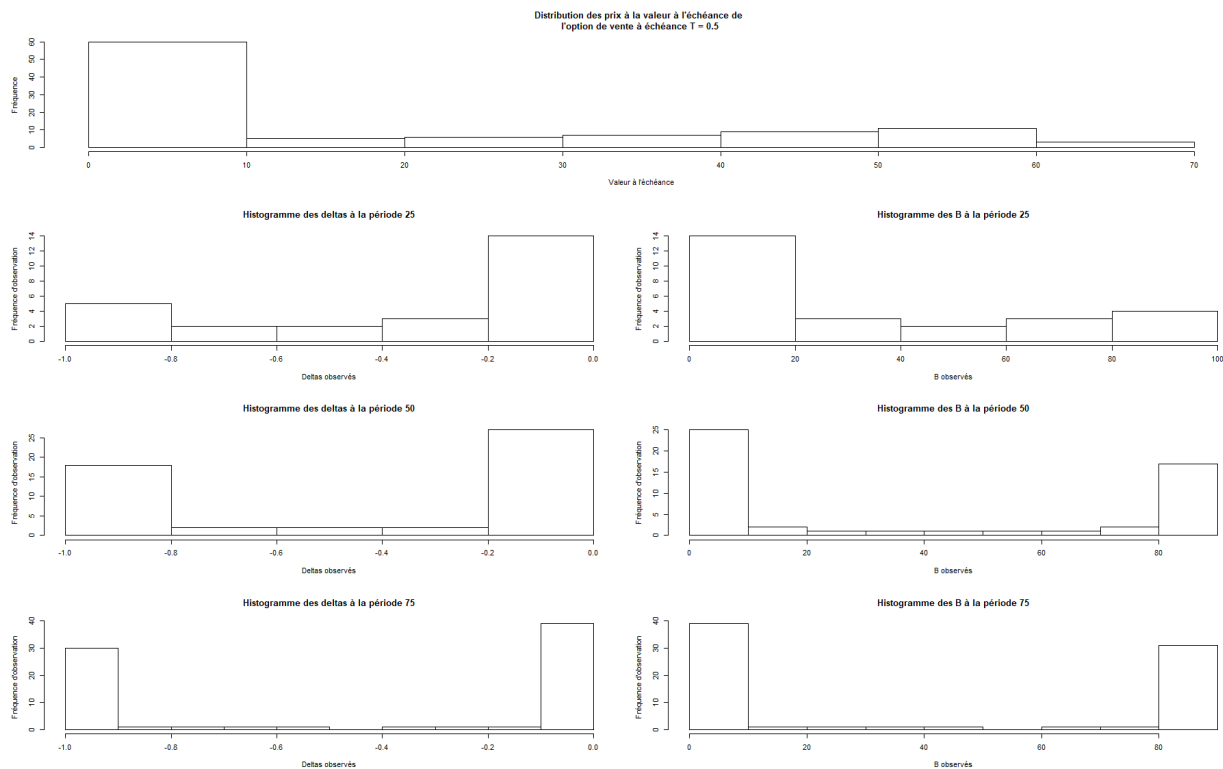 Distribution des prix à la valeur à l'échéance de
l'option de vente à échéance T = 0.5
Fréquence
0 10 20 30 40 50 60
0 10 20 30 40 50 60 70
Valeur à l'échéance
Histogramme des deltas à la période 25
Fréquence d'observation
0 2 4 6 8 10 12 14
-1.0 -0.8 -0.6 -0.4 -0.2 0.0
Deltas observés
Histogramme des B à la période 25
Fréquence d'observation
0 2 4 6 8 10 12 14
0 20 40 60 80 100
B observés
Histogramme des deltas à la période 50
Fréquence d'observation
0 5 10 15 20 25
-1.0 -0.8 -0.6 -0.4 -0.2 0.0
Deltas observés
Histogramme des B à la période 50
Fréquence d'observation
0 5 10 15 20 25
0 20 40 60 80
B observés
Histogramme des deltas à la période 75
Fréquence d'observation
0 10 20 30 40
-1.0 -0.8 -0.6 -0.4 -0.2 0.0
Deltas observés
Histogramme des B à la période 75
Fréquence d'observation
0 10 20 30 40
0 20 40 60 80
B observés